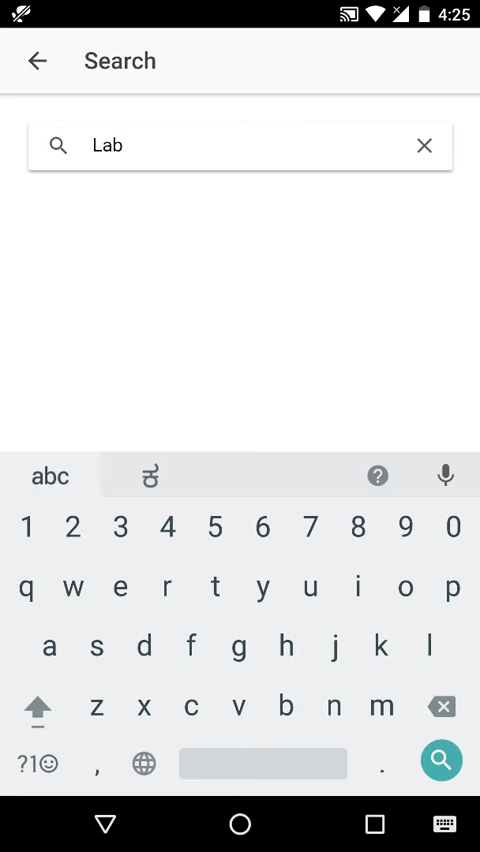 4:25
Search
Lab
abc ಕ
1 2 3 4 5 6 7 8 9 0
q w e r t y u i o p
a s d f g h j k l
z x c v b n m
?1☺ , .